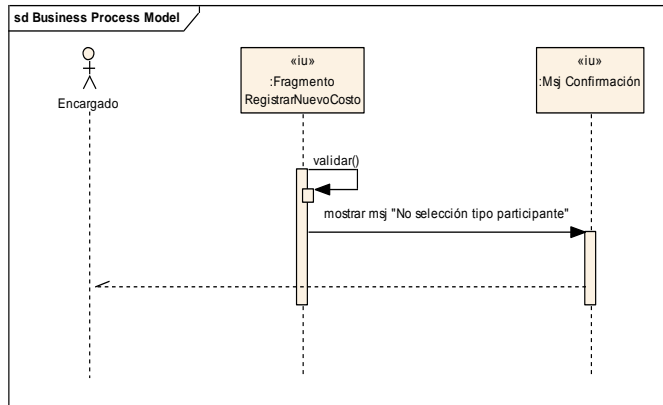 sd Business Process Model
Encargado
«iu»
:Fragmento
RegistrarNuevoCosto
«iu»
:Msj Confirmación
validar()
mostrar msj "No selección tipo participante"